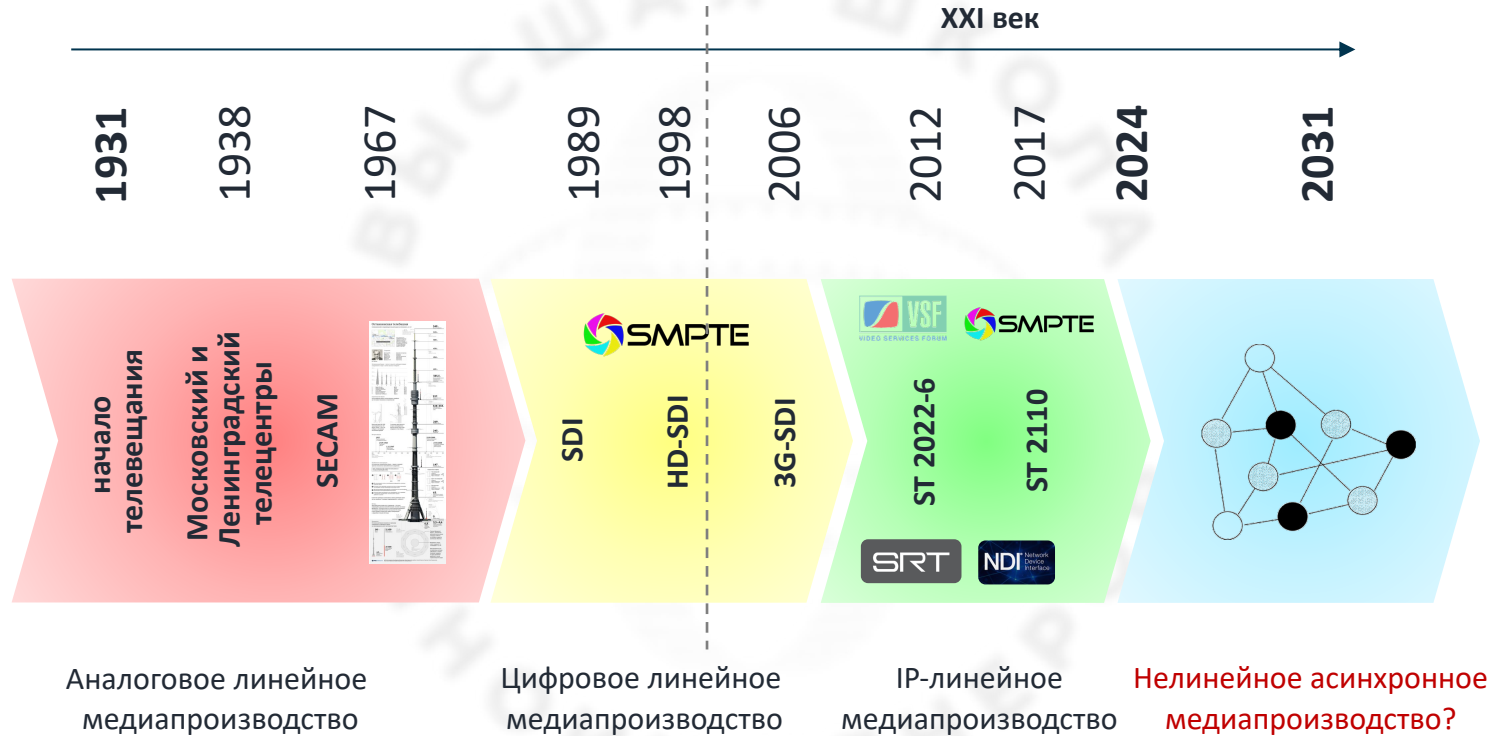 XXI век
1931
1938
1967
1989
1998
2006
2012
2017
2024
2031
начало
телевещания
Московский и
Ленинградский
телецентры
SECAM
SMPTE
SDI
HD-SDI
3G-SDI
VSF
VIDEO SERVICES FORUM
SMPTE
ST 2022-6
ST 2110
SRT
NDI
Network
Device
Interface
Аналоговое линейное
медиапроизводство
Цифровое линейное
медиапроизводство
IP-линейное
медиапроизводство
Нелинейное асинхронное
медиапроизводство?